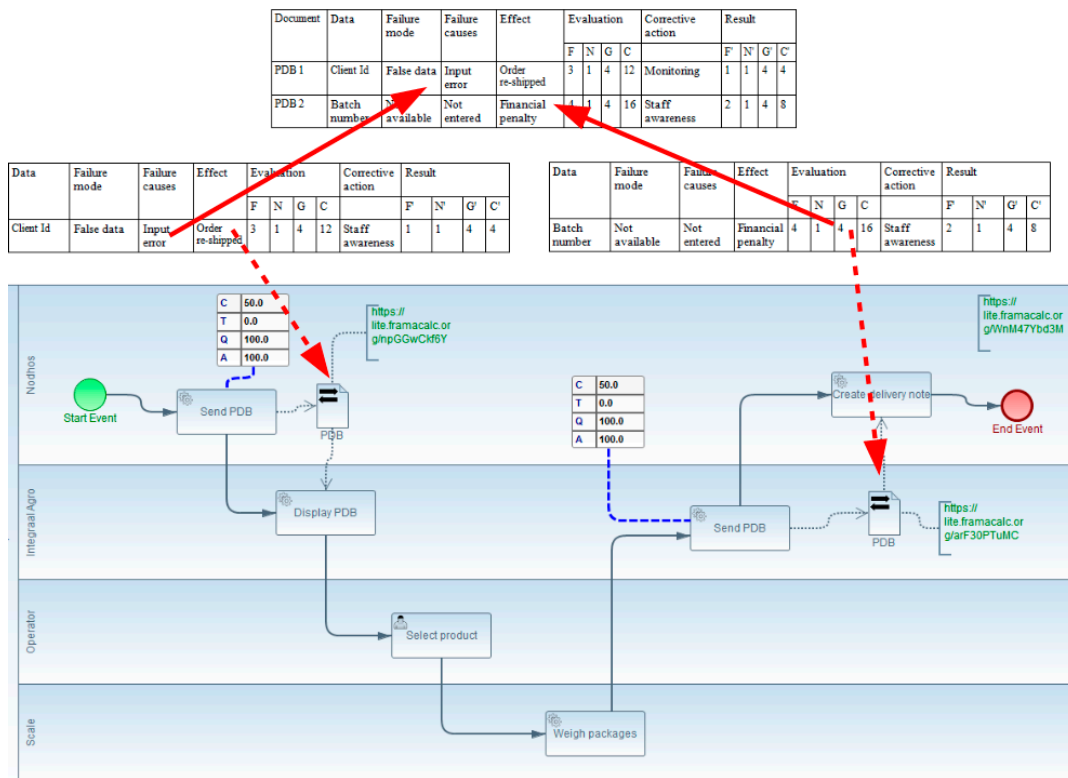 Document Data Failure mode Failure causes Effect Evaluation Corrective action Result
F N G C F' N' G' C'
PDB 1 Client Id False data Input error Order re-shipped 3 1 4 12 Monitoring 1 1 4 4
PDB 2 Batch number available Not entered Financial penalty 4 1 4 16 Staff awareness 2 1 4 8
Data Failure mode Failure causes Effect Evaluation Corrective action Result
F N G C F' N' G' C'
Client Id False data Input error Order re-shipped 3 1 4 12 Staff awareness 1 1 4 4
Data Failure mode Failure causes Effect Evaluation Corrective action Result
F N G C F' N' G' C'
Batch number Not available Not entered Financial penalty 4 1 4 16 Staff awareness 2 1 4 8
Nodhos
C 50.0
T 0.0
Q 100.0
A 100.0
https://
lite.framacalc.or
g/npGGwCkf6Y
https://
lite.framacalc.or
g/WnM47Ybd3M
Start Event
Send PDB
PDB
C 50.0
T 0.0
Q 100.0
A 100.0
Create delivery note
End Event
Integraal Agro
Display PDB
Send PDB
PDB
https://
lite.framacalc.or
g/arF30PTuMC
Operator
Select product
Scale
Weigh packages